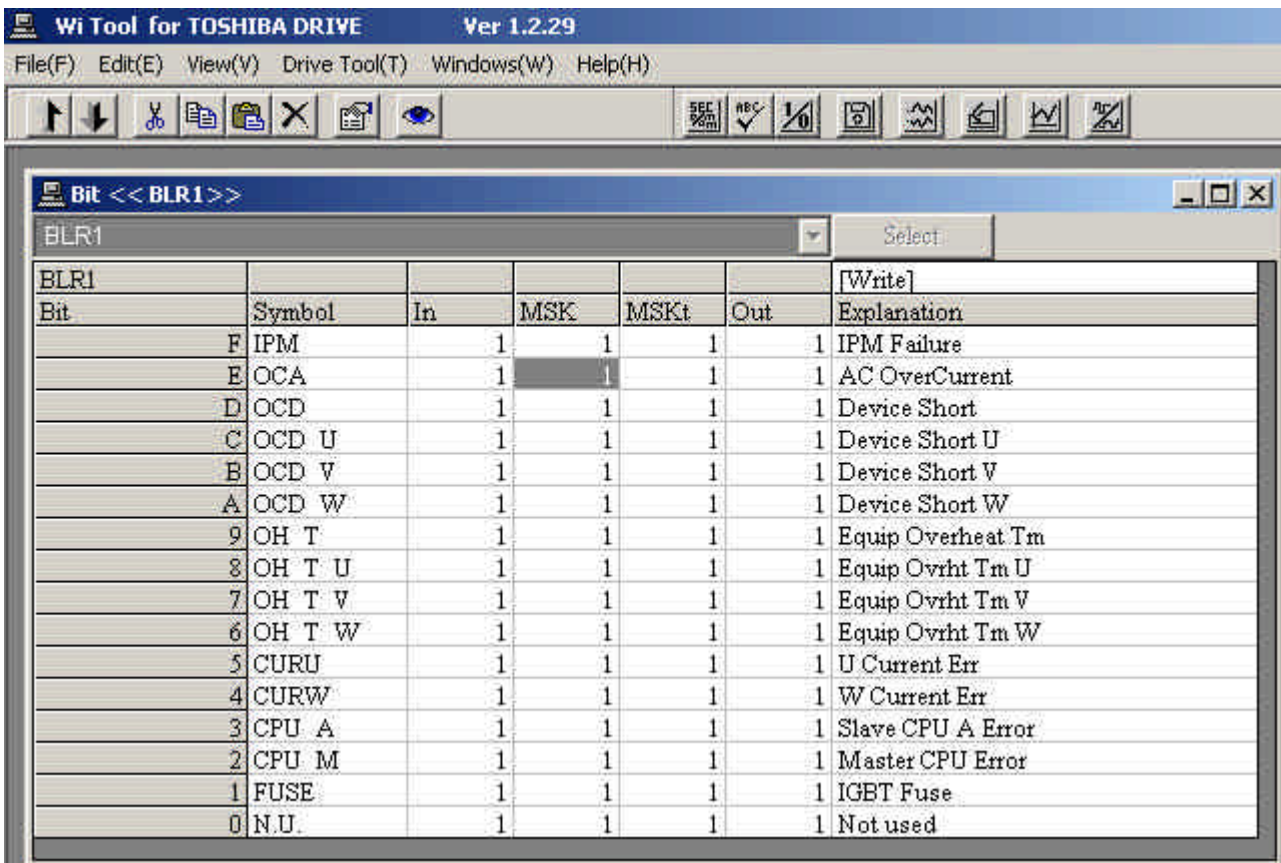 Wi Tool for TOSHIBA DRIVE Ver 1.2.29
File(F) Edit(E) View(V) Drive Tool(T) Windows(W) Help(H)
SEC ABC 1/0
Bit <<BLR1>>
BLR1 Select
BLR1 [Write]
Bit Symbol In MSK MSKt Out Explanation
F IPM 1 1 1 1 IPM Failure
E OCA 1 1 1 1 AC OverCurrent
D OCD 1 1 1 1 Device Short
C OCD U 1 1 1 1 Device Short U
B OCD V 1 1 1 1 Device Short V
A OCD W 1 1 1 1 Device Short W
9 OH T 1 1 1 1 Equip Overheat Tm
8 OH T U 1 1 1 1 Equip Ovrht Tm U
7 OH T V 1 1 1 1 Equip Ovrht Tm V
6 OH T W 1 1 1 1 Equip Ovrht Tm W
5 CURU 1 1 1 1 U Current Err
4 CURW 1 1 1 1 W Current Err
3 CPU A 1 1 1 1 Slave CPU A Error
2 CPU M 1 1 1 1 Master CPU Error
1 FUSE 1 1 1 1 IGBT Fuse
0 N.U. 1 1 1 1 Not used